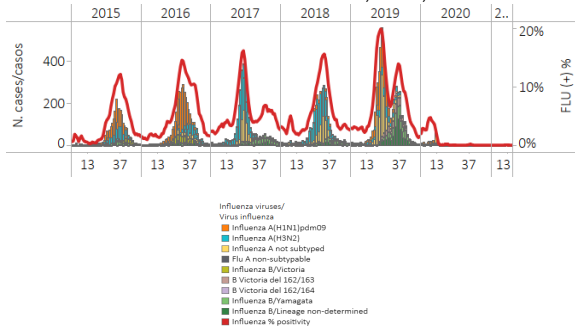 2015 2016 2017 2018 2019 2020 2..
N. cases/casos
400
200
0
20%
10%
0%
FLU (+) %
13 37 13 37 13 37 13 37 13 37 13 37 13
Influenza viruses/
Virus influenza
Influenza A(H1N1)pdm09
Influenza A(H3N2)
Influenza A not subtyped
Flu A non-subtypable
Influenza B/Victoria
B Victoria del 162/163
B Victoria del 162/164
Influenza B/Yamagata
Influenza B/Lineage non-determined
Influenza % positivity